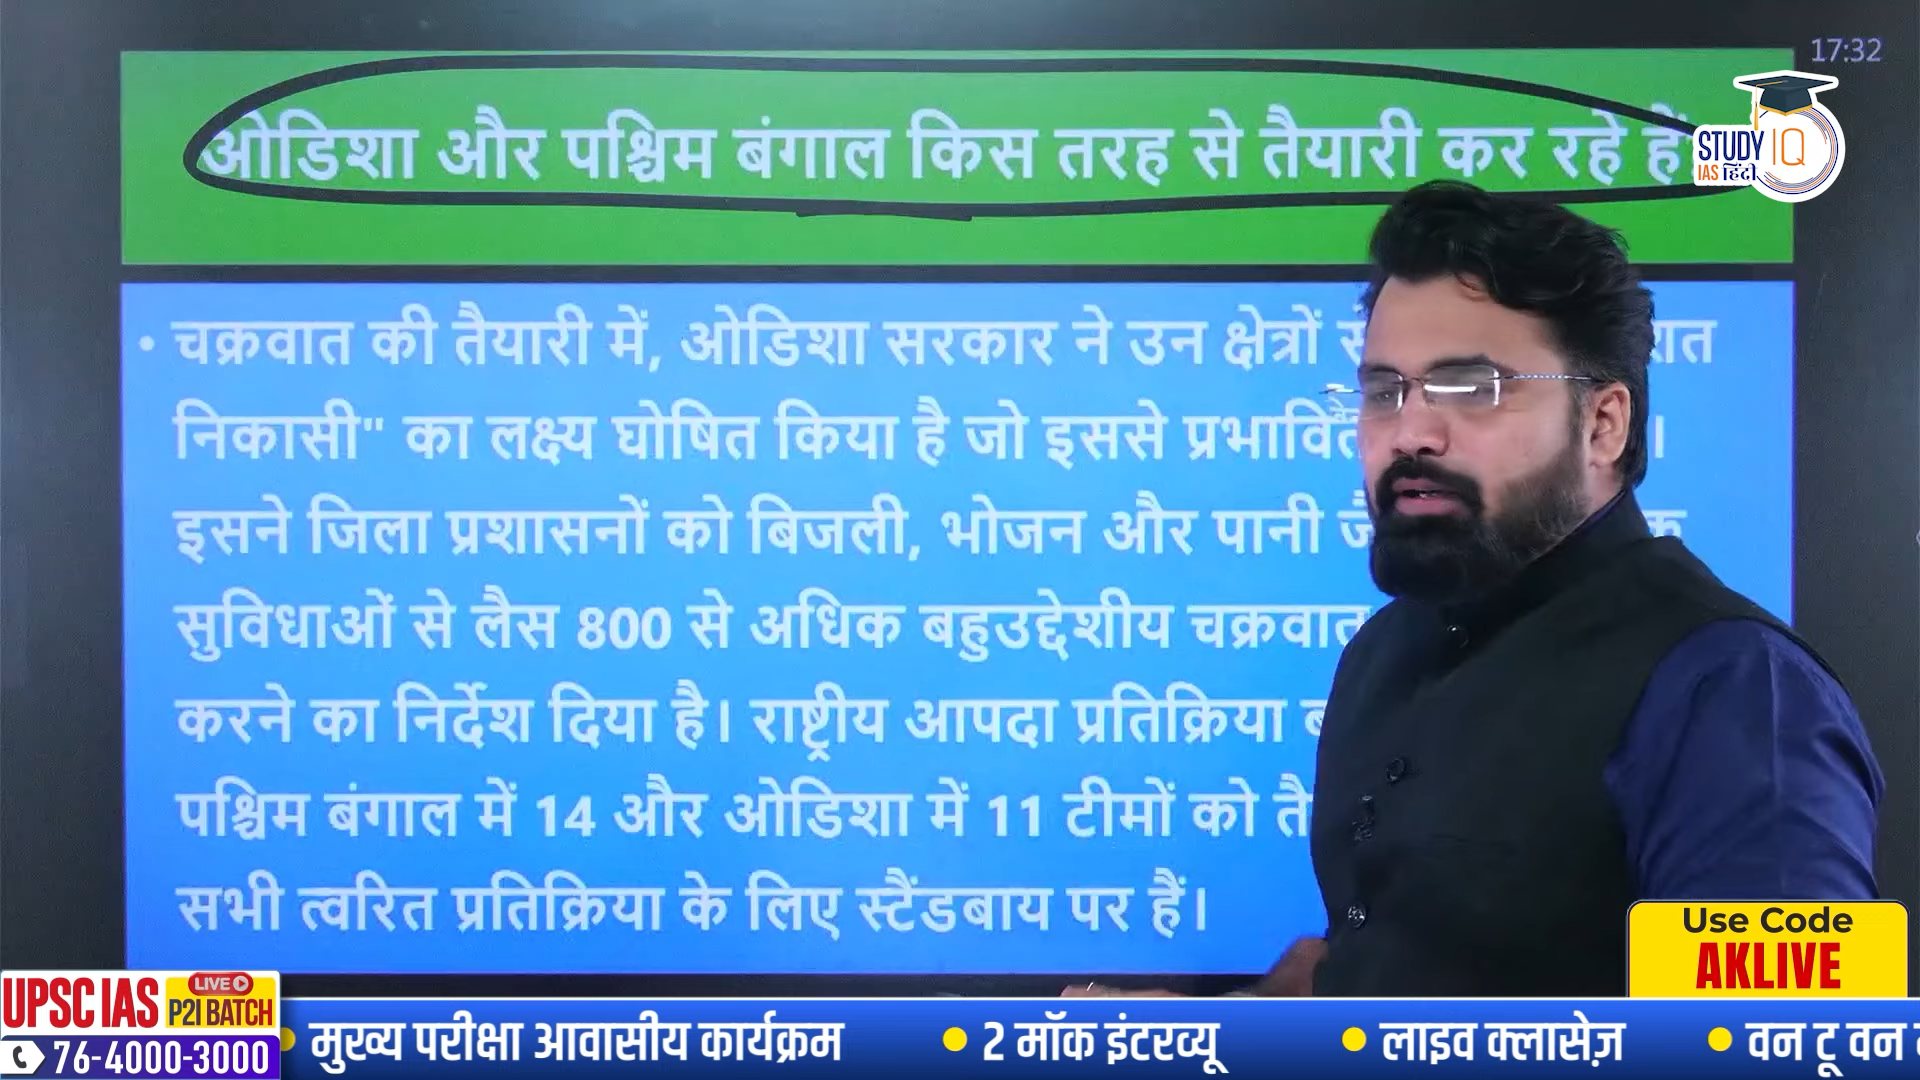 17:32
ओडिशा और पश्चिम बंगाल किस तरह से तैयारी कर रहे हैं
STUDY IQ
IAS हिंदी
• चक्रवात की तैयारी में, ओडिशा सरकार ने उन क्षेत्रों
निकासी" का लक्ष्य घोषित किया है जो इससे प्रभावित ।
इसने जिला प्रशासनों को बिजली, भोजन और पानी
सुविधाओं से लैस 800 से अधिक बहुउद्देशीय चक्रवात
करने का निर्देश दिया है। राष्ट्रीय आपदा प्रतिक्रिया
पश्चिम बंगाल में 14 और ओडिशा में 11 टीमों को
सभी त्वरित प्रतिक्रिया के लिए स्टैंडबाय पर हैं।
Use Code
AKLIVE
UPSC IAS LIVE P2I BATCH
76-4000-3000
मुख्य परीक्षा आवासीय कार्यक्रम • 2 मॉक इंटरव्यू • लाइव क्लासेज़ • वन टू वन